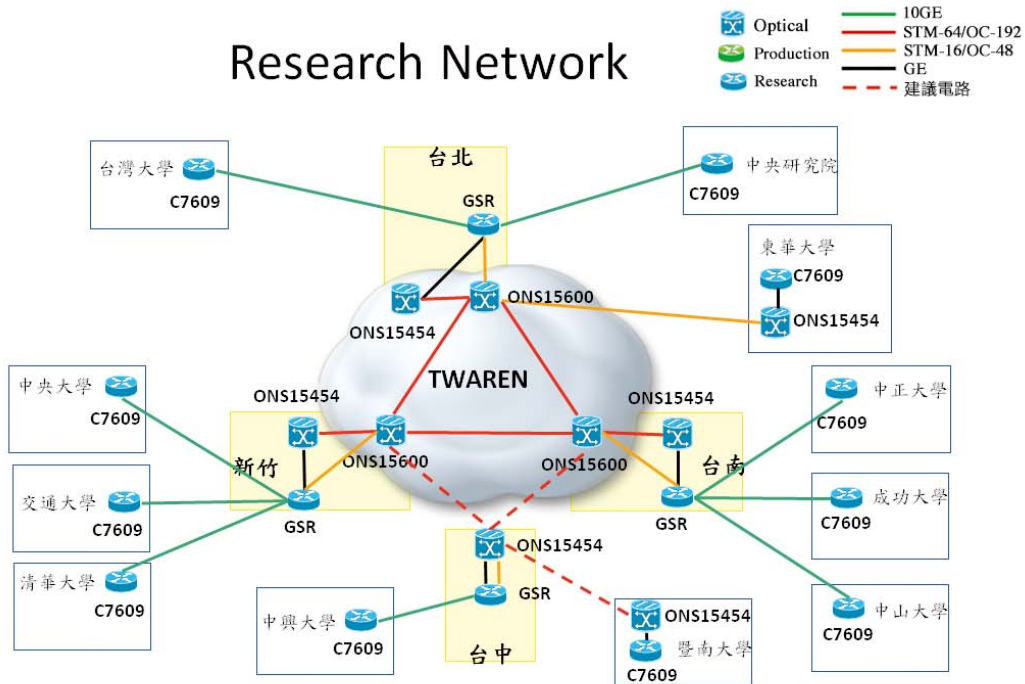 Research Network
Optical
Production
Research
10GE
STM-64/OC-192
STM-16/OC-48
GE
建議電路
台灣大學
C7609
台北
GSR
中央研究院
C7609
東華大學
C7609
ONS15454
ONS15600
ONS15454
TWAREN
中央大學
C7609
ONS15454
ONS15600
新竹
GSR
交通大學
C7609
清華大學
C7609
ONS15454
ONS15600
台南
GSR
中正大學
C7609
成功大學
C7609
中山大學
C7609
ONS15454
GSR
台中
中興大學
C7609
ONS15454
暨南大學
C7609